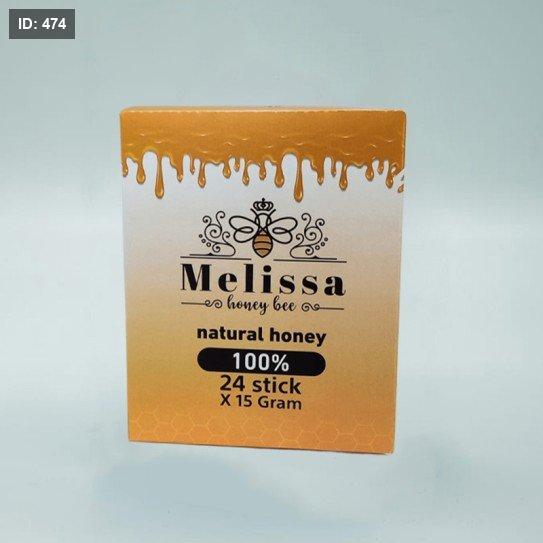 ID: 474
Melissa
honey bee
natural honey
100%
24 stick
X 15 Gram